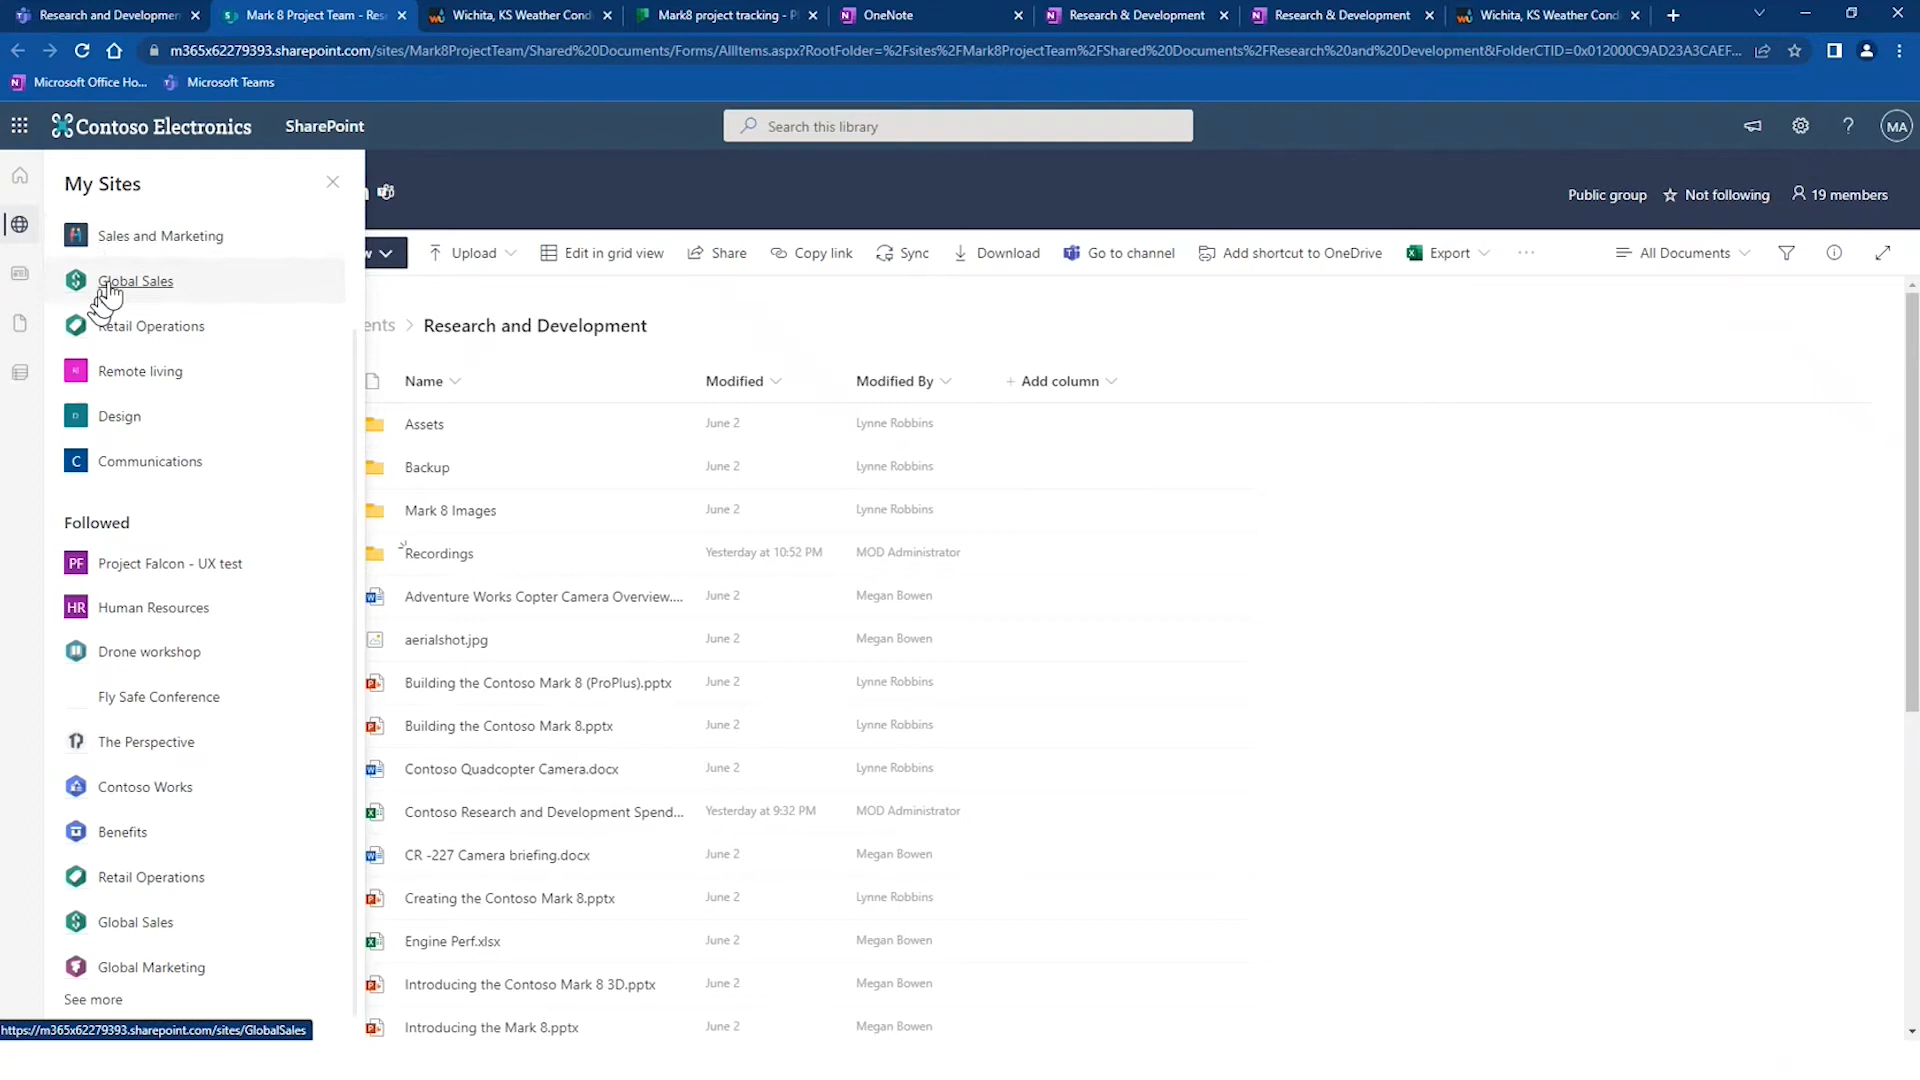 Research and Development
Mark 8 Project Team - Res
Wichita, KS Weather Cond
Mark8 project tracking - P
OneNote
Research & Development
Research & Development
Wichita, KS Weather Cond
m365x62279393.sharepoint.com/sites/Mark8ProjectTeam/Shared%20Documents/Forms/AllItems.aspx?RootFolder=%2Fsites%2FMark8ProjectTeam%2FShared%20Documents%2FResearch%20and%20Development&FolderCTID=0x012000C9AD23A3CAEF...
Microsoft Office Ho...
Microsoft Teams
Contoso Electronics
SharePoint
Search this library
MA
My Sites
Public group
Not following
19 members
Sales and Marketing
Upload
Edit in grid view
Share
Copy link
Sync
Download
Go to channel
Add shortcut to OneDrive
Export
...
All Documents
Global Sales
Retail Operations
ents > Research and Development
Remote living
Name
Modified
Modified By
+ Add column
D Design
Assets
June 2
Lynne Robbins
C Communications
Backup
June 2
Lynne Robbins
Followed
Mark 8 Images
June 2
Lynne Robbins
PF Project Falcon - UX test
Recordings
Yesterday at 10:52 PM
MOD Administrator
HR Human Resources
Adventure Works Copter Camera Overview....
June 2
Megan Bowen
Drone workshop
aerialshot.jpg
June 2
Megan Bowen
Fly Safe Conference
Building the Contoso Mark 8 (ProPlus).pptx
June 2
Lynne Robbins
The Perspective
Building the Contoso Mark 8.pptx
June 2
Lynne Robbins
Contoso Works
Contoso Quadcopter Camera.docx
June 2
Lynne Robbins
Benefits
Contoso Research and Development Spend...
Yesterday at 9:32 PM
MOD Administrator
Retail Operations
CR -227 Camera briefing.docx
June 2
Megan Bowen
Global Sales
Creating the Contoso Mark 8.pptx
June 2
Lynne Robbins
Global Marketing
Engine Perf.xlsx
June 2
Megan Bowen
See more
Introducing the Contoso Mark 8 3D.pptx
June 2
Megan Bowen
https://m365x62279393.sharepoint.com/sites/GlobalSales
Introducing the Mark 8.pptx
June 2
Megan Bowen